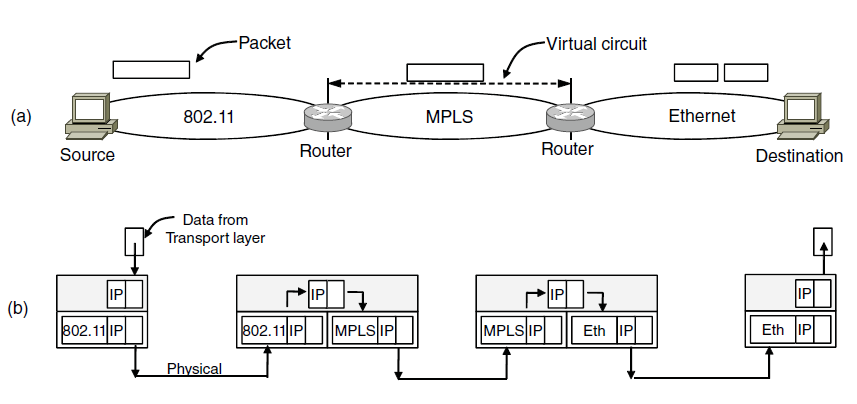 Packet
Virtual circuit
(a)
802.11
MPLS
Ethernet
Source
Router
Router
Destination
Data from
Transport layer
(b)
IP
IP
IP
IP
802.11 IP
802.11 IP
MPLS IP
MPLS IP
Eth IP
Eth IP
Physical